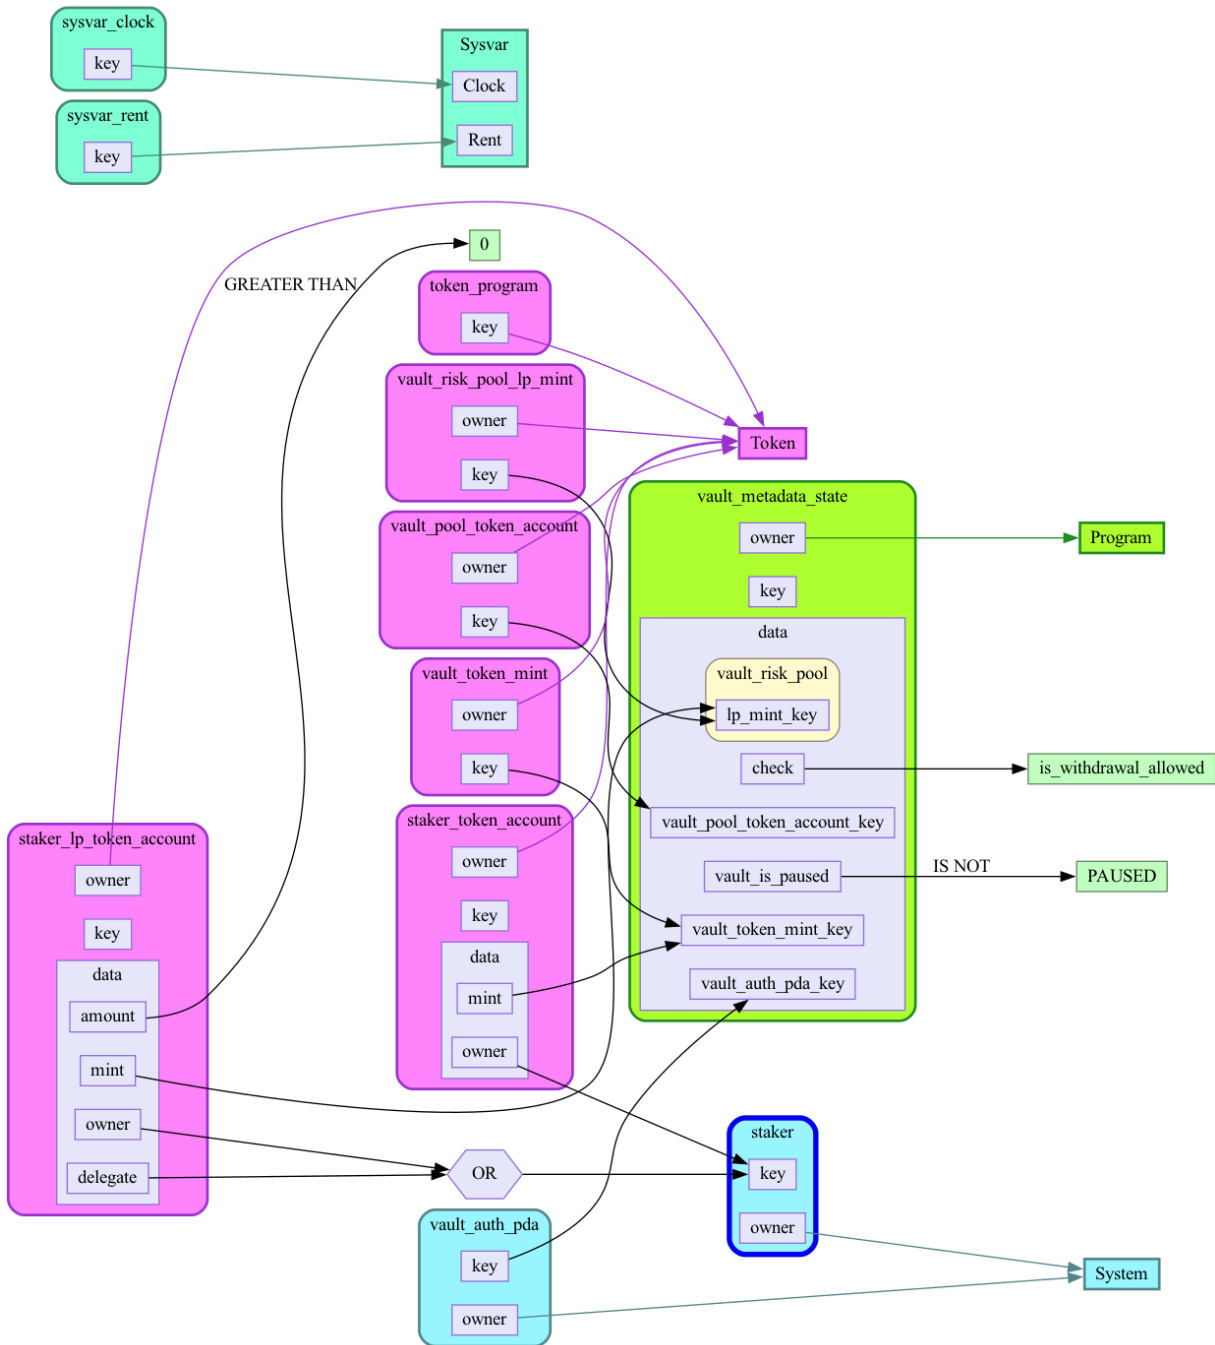 sysvar_clock
key
sysvar_rent
key
Sysvar
Clock
Rent
0
GREATER THAN
token_program
key
vault_risk_pool_lp_mint
owner
key
Token
vault_pool_token_account
owner
key
vault_token_mint
owner
key
staker_token_account
owner
key
data
mint
owner
vault_metadata_state
owner
key
data
vault_risk_pool
lp_mint_key
check
vault_pool_token_account_key
vault_is_paused
vault_token_mint_key
vault_auth_pda_key
Program
is_withdrawal_allowed
IS NOT
PAUSED
staker_lp_token_account
owner
key
data
amount
mint
owner
delegate
OR
staker
key
owner
vault_auth_pda
key
owner
System